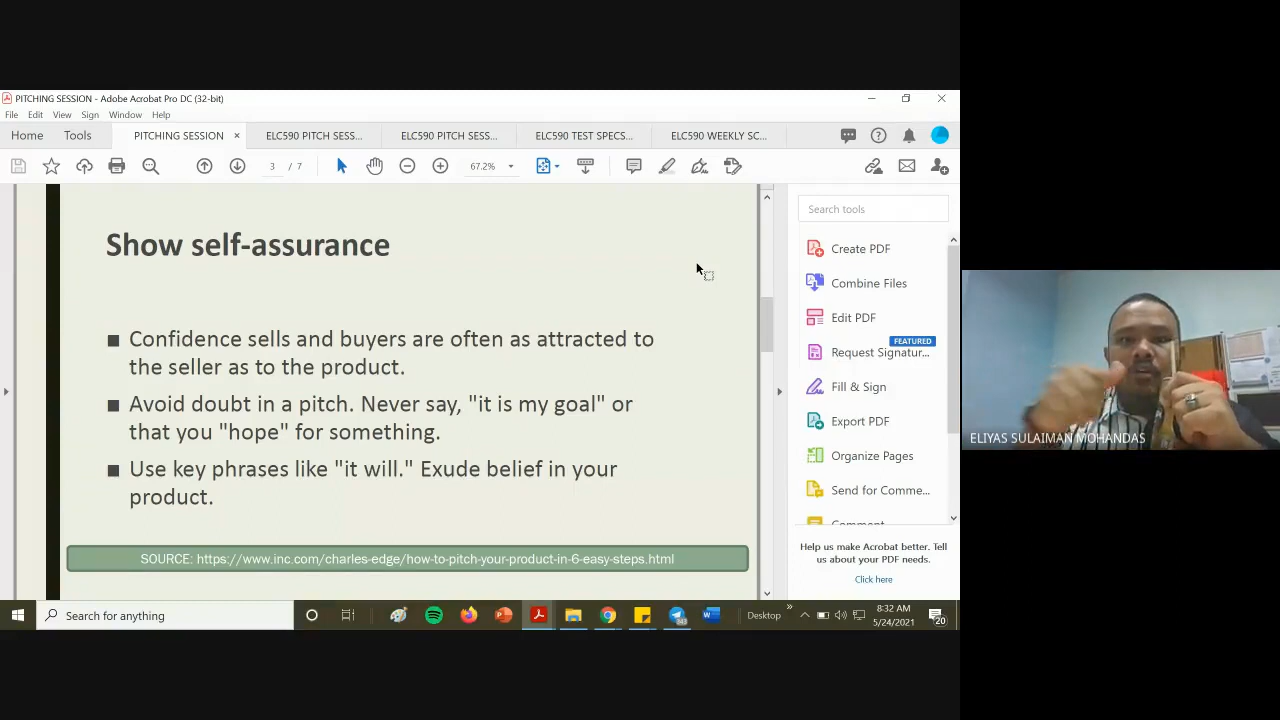 PITCHING SESSION - Adobe Acrobat Pro DC (32-bit)
File Edit View Sign Window Help
Home Tools PITCHING SESSION × ELC590 PITCH SESS... ELC590 PITCH SESS... ELC590 TEST SPECS... ELC590 WEEKLY SC...
3 / 7 67.2%
Show self-assurance
■ Confidence sells and buyers are often as attracted to
the seller as to the product.
■ Avoid doubt in a pitch. Never say, "it is my goal" or
that you "hope" for something.
■ Use key phrases like "it will." Exude belief in your
product.
SOURCE: https://www.inc.com/charles-edge/how-to-pitch-your-product-in-6-easy-steps.html
Search tools
Create PDF
Combine Files
Edit PDF
FEATURED
Request Signatur...
Fill & Sign
Export PDF
Organize Pages
Send for Comme...
Comment
Help us make Acrobat better. Tell
us about your PDF needs.
Click here
ELIYAS SULAIMAN MOHANDAS
Search for anything
Desktop
8:32 AM
5/24/2021
20